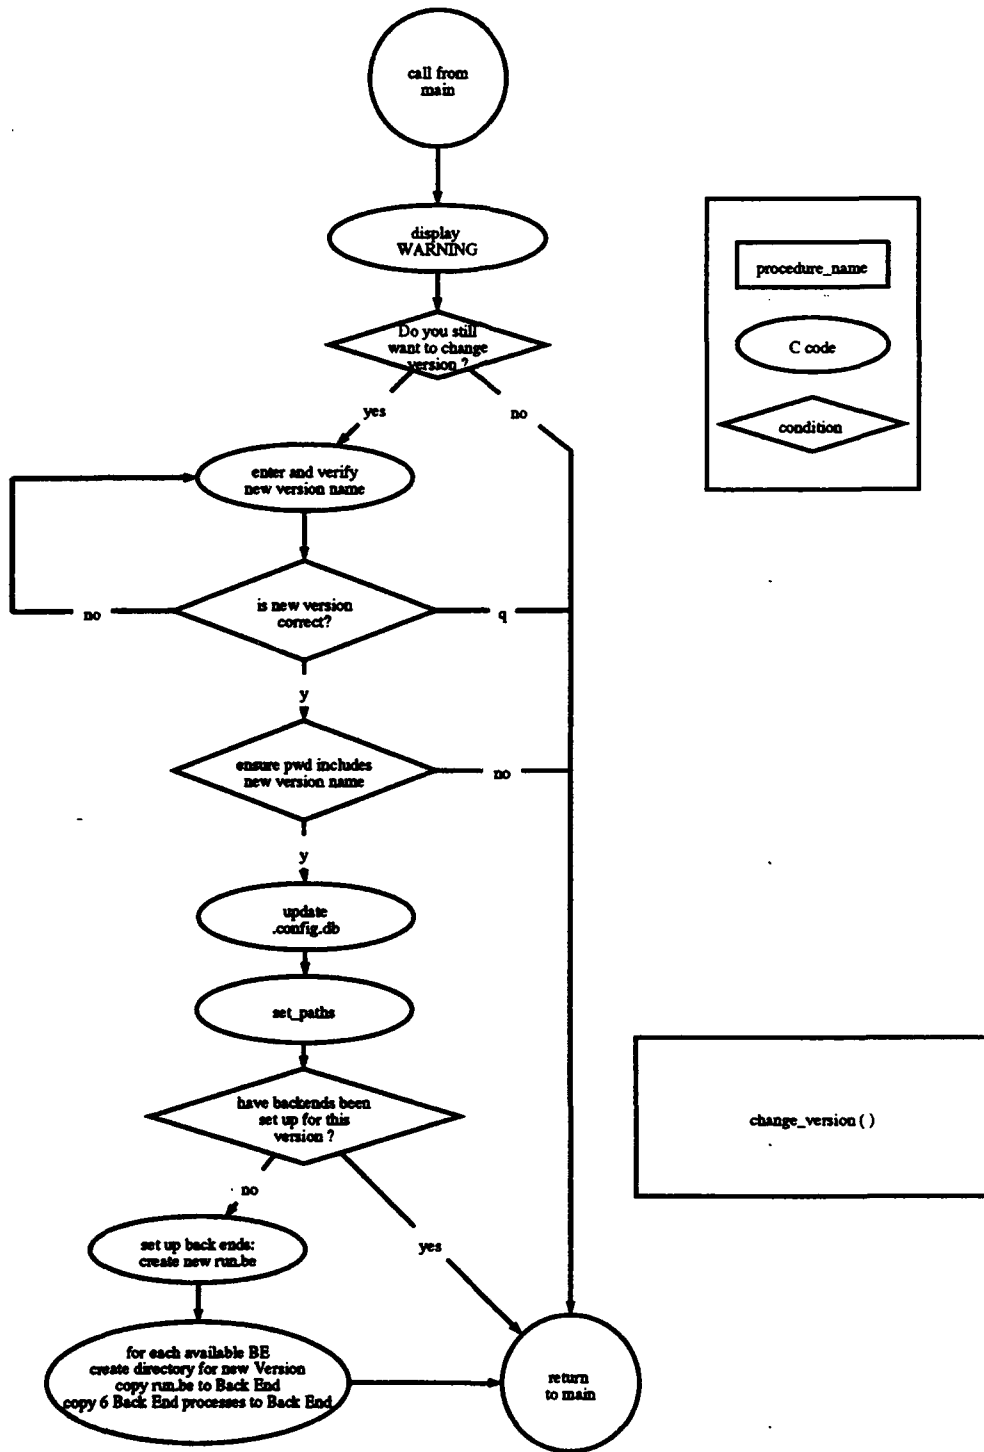 call from
main
display
WARNING
Do you still
want to change
version ?
yes
no
enter and verify
new version name
is new version
correct?
no
q
y
ensure pwd includes
new version name
no
y
update
.config.db
set_paths
have backends been
set up for this
version ?
no
yes
set up back ends:
create new run.be
for each available BE
create directory for new Version
copy run.be to Back End
copy 6 Back End processes to Back End
return
to main
procedure_name
C code
condition
change_version ( )